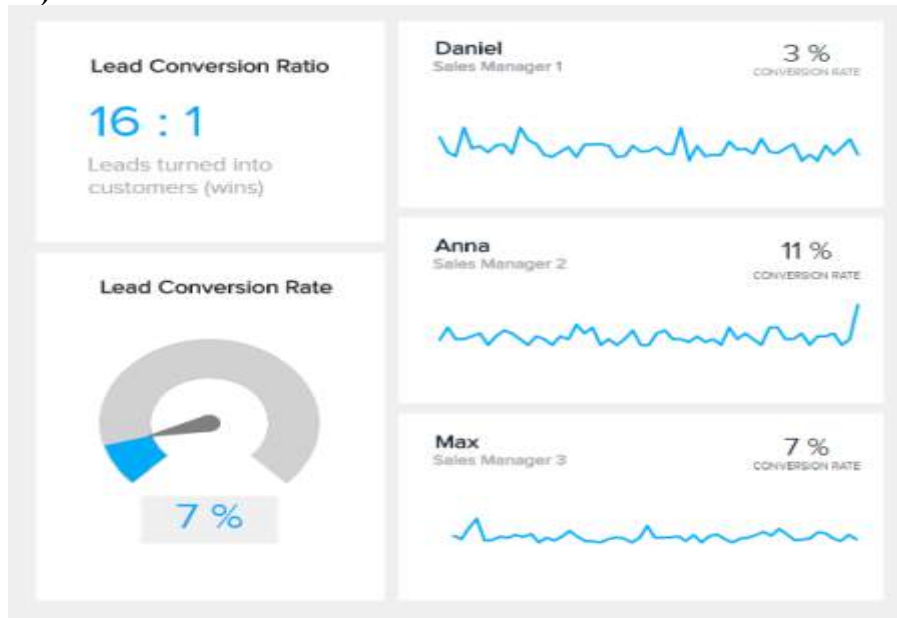 Lead Conversion Ratio
16 : 1
Leads turned into
customers (wins)
Lead Conversion Rate
7 %
Daniel
Sales Manager 1
3 %
CONVERSION RATE
Anna
Sales Manager 2
11 %
CONVERSION RATE
Max
Sales Manager 3
7 %
CONVERSION RATE